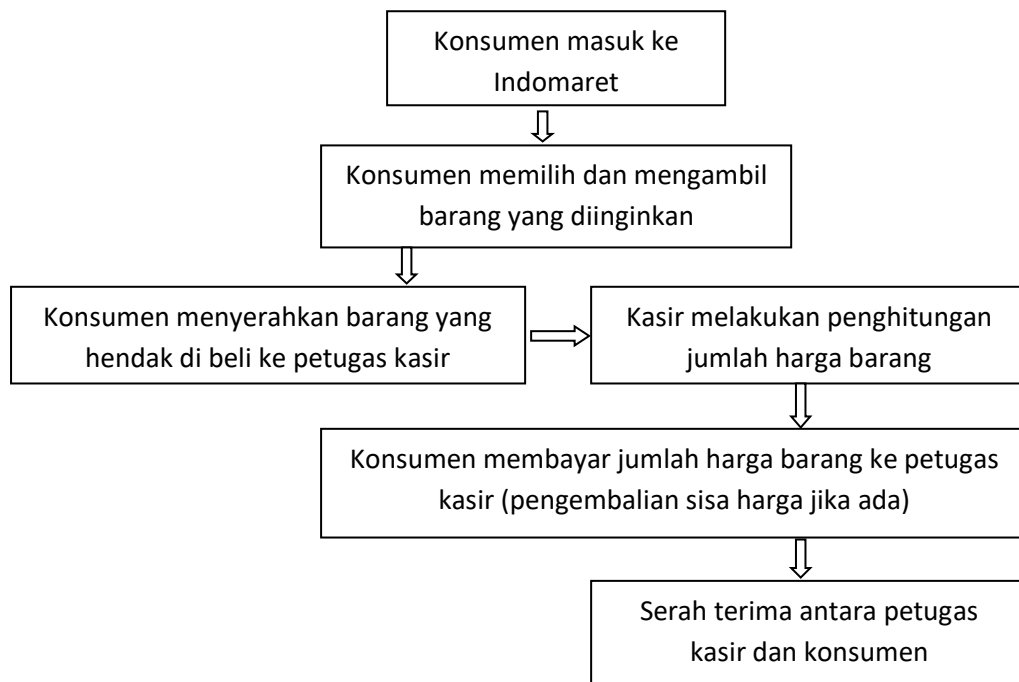 Konsumen masuk ke
Indomaret
Konsumen memilih dan mengambil
barang yang diinginkan
Konsumen menyerahkan barang yang
hendak di beli ke petugas kasir
Kasir melakukan penghitungan
jumlah harga barang
Konsumen membayar jumlah harga barang ke petugas
kasir (pengembalian sisa harga jika ada)
Serah terima antara petugas
kasir dan konsumen